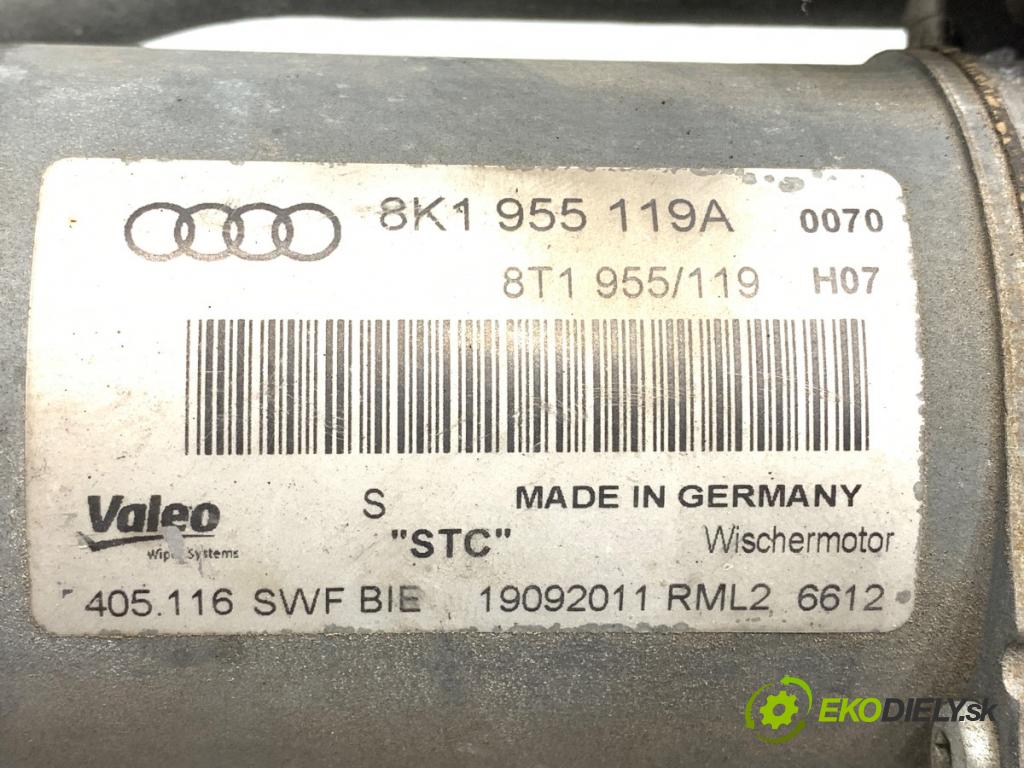 8K1 955 119A 0070
8T1 955/119 H07
Valeo
Wiper Systems
S
"STC"
MADE IN GERMANY
Wischermotor
405.116 SWF BIE 19092011 RML2 6612
EKODIELY.sk